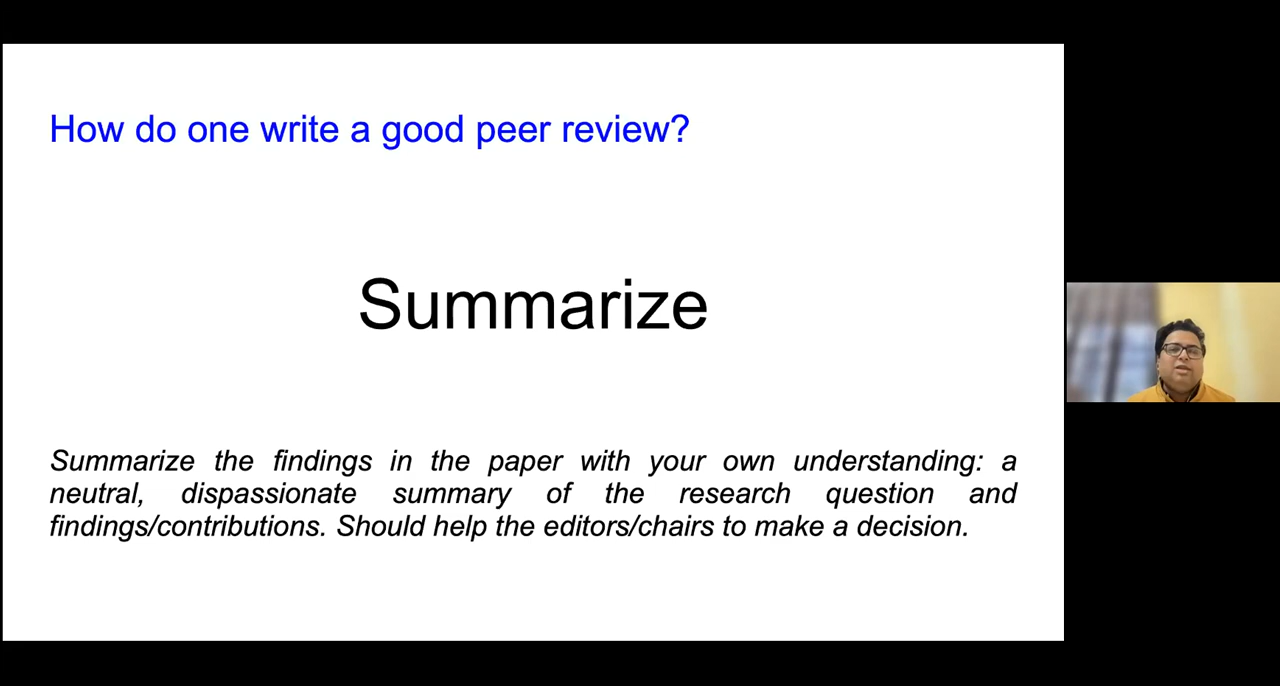 How do one write a good peer review?
Summarize
Summarize the findings in the paper with your own understanding: a
neutral, dispassionate summary of the research question and
findings/contributions. Should help the editors/chairs to make a decision.